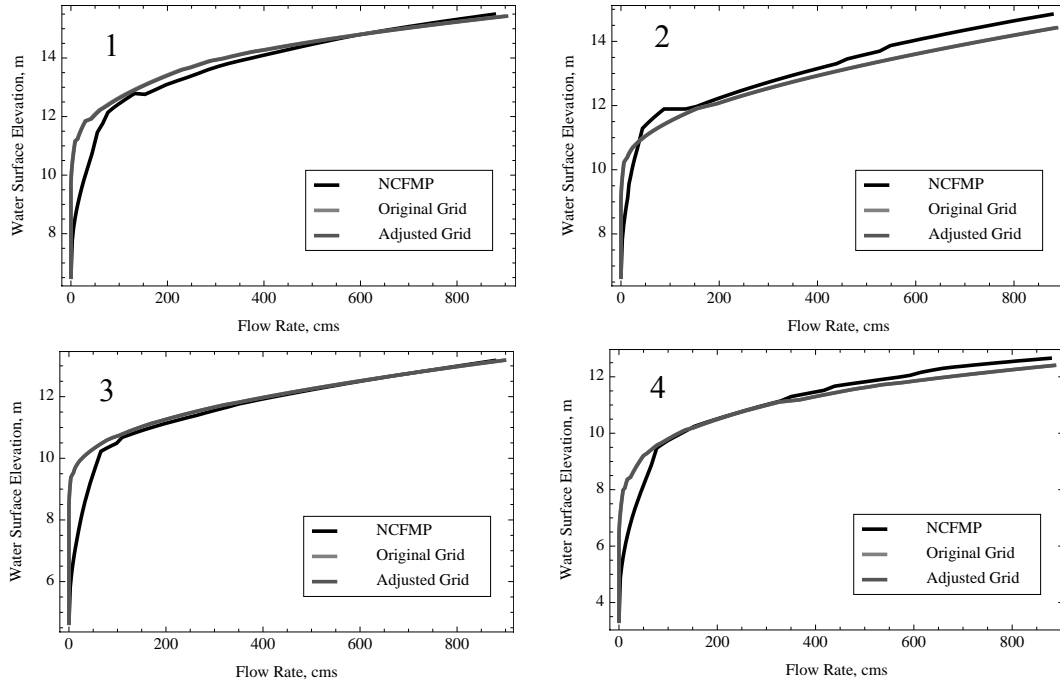 1
Water Surface Elevation, m
14
12
10
8
NCFMP
Original Grid
Adjusted Grid
0
200
400
600
800
Flow Rate, cms
2
Water Surface Elevation, m
14
12
10
8
NCFMP
Original Grid
Adjusted Grid
0
200
400
600
800
Flow Rate, cms
3
Water Surface Elevation, m
12
10
8
6
NCFMP
Original Grid
Adjusted Grid
0
200
400
600
800
Flow Rate, cms
4
Water Surface Elevation, m
12
10
8
6
4
NCFMP
Original Grid
Adjusted Grid
0
200
400
600
800
Flow Rate, cms